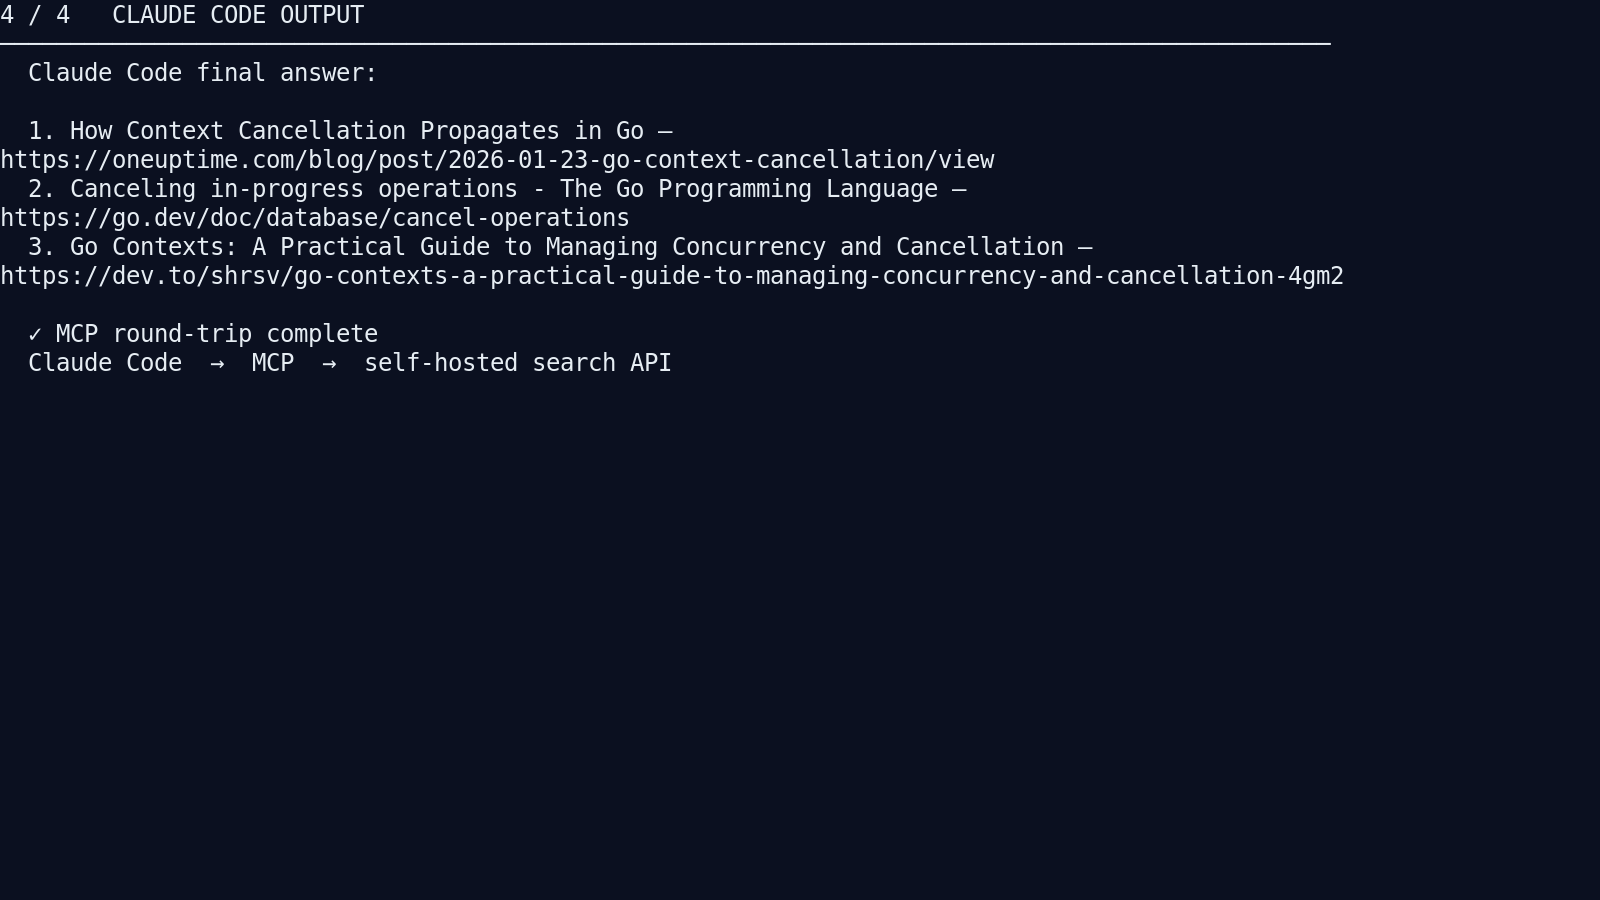 4 / 4   CLAUDE CODE OUTPUT
Claude Code final answer:
1. How Context Cancellation Propagates in Go —
https://oneuptime.com/blog/post/2026-01-23-go-context-cancellation/view
2. Canceling in-progress operations - The Go Programming Language —
https://go.dev/doc/database/cancel-operations
3. Go Contexts: A Practical Guide to Managing Concurrency and Cancellation —
https://dev.to/shrsv/go-contexts-a-practical-guide-to-managing-concurrency-and-cancellation-4gm2
✓ MCP round-trip complete
Claude Code  →  MCP  →  self-hosted search API